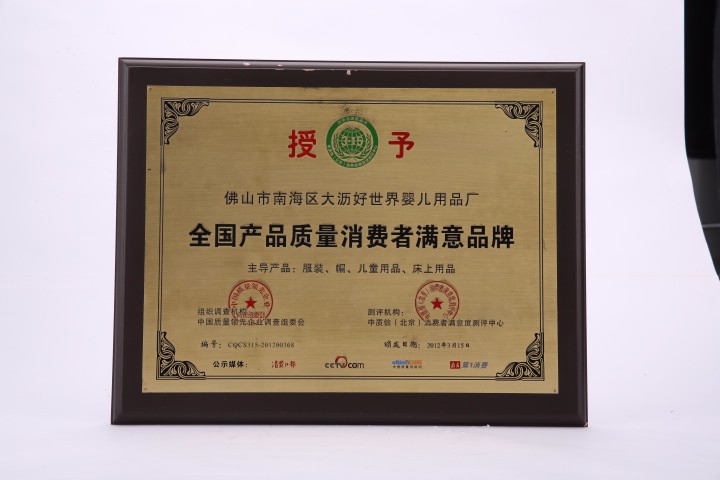 授 315 予
佛山市南海区大沥好世界婴儿用品厂
全国产品质量消费者满意品牌
主导产品：服装、帽、儿童用品、床上用品
组织调查机构：
中国质量领先企业调查组委会
测评机构：
中质信（北京）消费者满意度测评中心
编号：CQCS315-201200368
颁发日期：2012年3月15日
公示媒体：
CCTV.com
第1消费